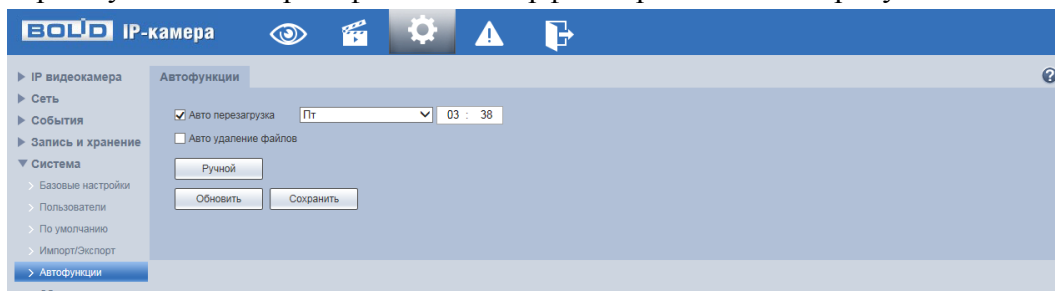 BOLID IP-камера
IP видеокамера
Сеть
События
Запись и хранение
Система
Базовые настройки
Пользователи
По умолчанию
Импорт/Экспорт
Автофункции
Автофункции
Авто перезагрузка Пт 03 : 38
Авто удаление файлов
Ручной
Обновить Сохранить